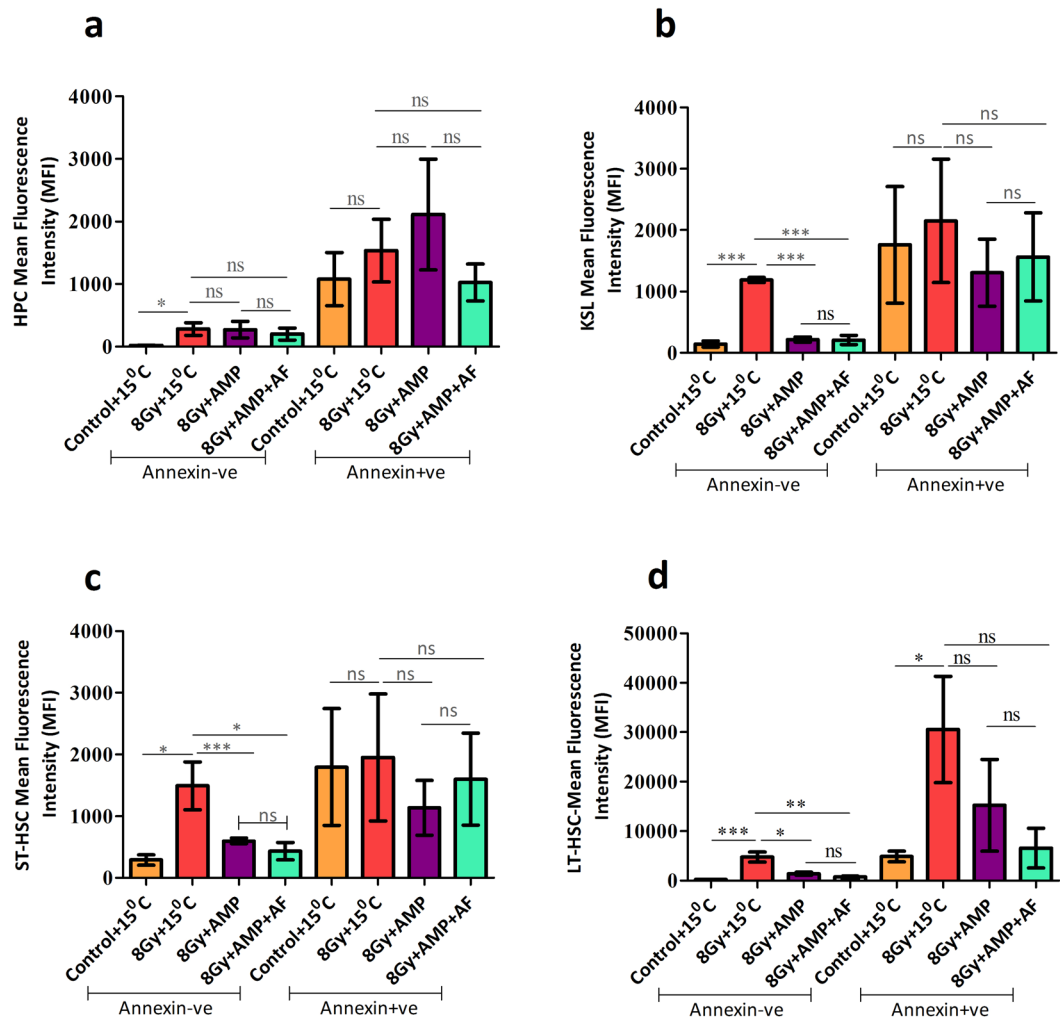 a
HPC Mean Fluorescence
Intensity (MFI)
4000
3000
2000
1000
0
*
ns
ns
ns
ns
ns
ns
ns
Control+15⁰C
8Gy+15⁰C
8Gy+AMP
8Gy+AMP+AF
Control+15⁰C
8Gy+15⁰C
8Gy+AMP
8Gy+AMP+AF
Annexin-ve
Annexin+ve
b
KSL Mean Fluorescence
Intensity (MFI)
4000
3000
2000
1000
0
***
***
***
ns
ns
ns
ns
ns
Control+15⁰C
8Gy+15⁰C
8Gy+AMP
8Gy+AMP+AF
Control+15⁰C
8Gy+15⁰C
8Gy+AMP
8Gy+AMP+AF
Annexin-ve
Annexin+ve
c
ST-HSC Mean Fluorescence
Intensity (MFI)
4000
3000
2000
1000
0
*
***
*
ns
ns
ns
ns
ns
Control+15⁰C
8Gy+15⁰C
8Gy+AMP
8Gy+AMP+AF
Control+15⁰C
8Gy+15⁰C
8Gy+AMP
8Gy+AMP+AF
Annexin-ve
Annexin+ve
d
LT-HSC-Mean Fluorescence
Intensity (MFI)
50000
40000
30000
20000
10000
0
***
*
**
ns
*
ns
ns
ns
Control+15⁰C
8Gy+15⁰C
8Gy+AMP
8Gy+AMP+AF
Control+15⁰C
8Gy+15⁰C
8Gy+AMP
8Gy+AMP+AF
Annexin-ve
Annexin+ve